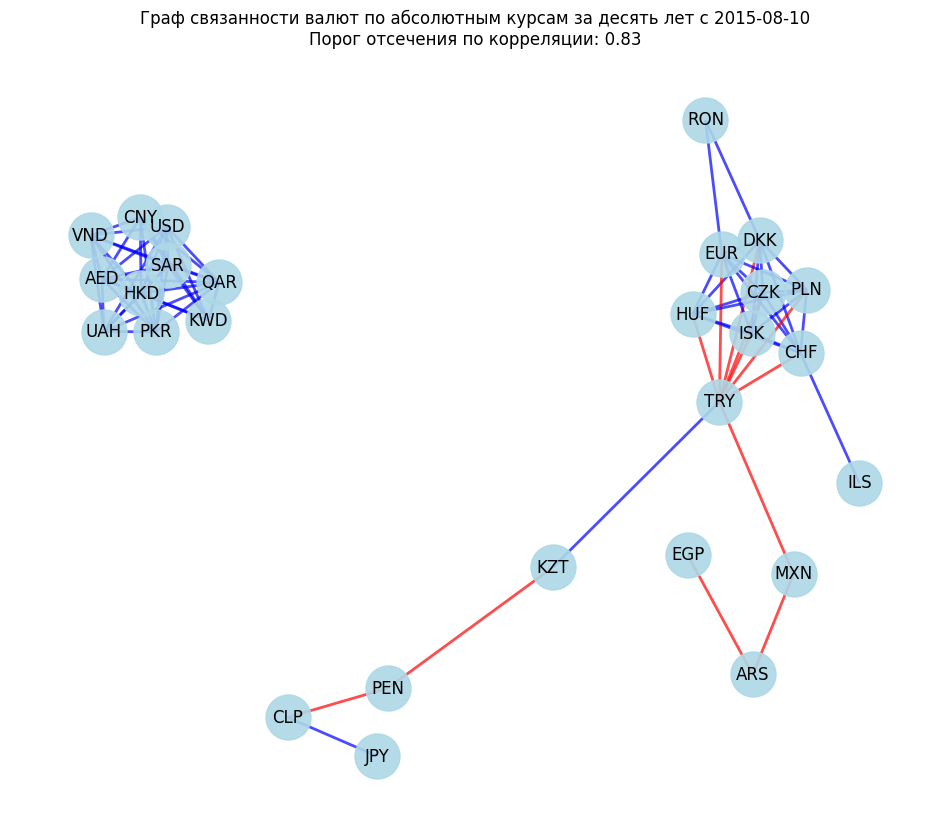 Граф связанности валют по абсолютным курсам за десять лет с 2015-08-10
Порог отсечения по корреляции: 0.83
RON
CNY
USD
VND
DKK
EUR
SAR
AED
QAR
HKD
CZK
PLN
HUF
KWD
UAH
PKR
ISK
CHF
TRY
ILS
EGP
KZT
MXN
ARS
PEN
CLP
JPY